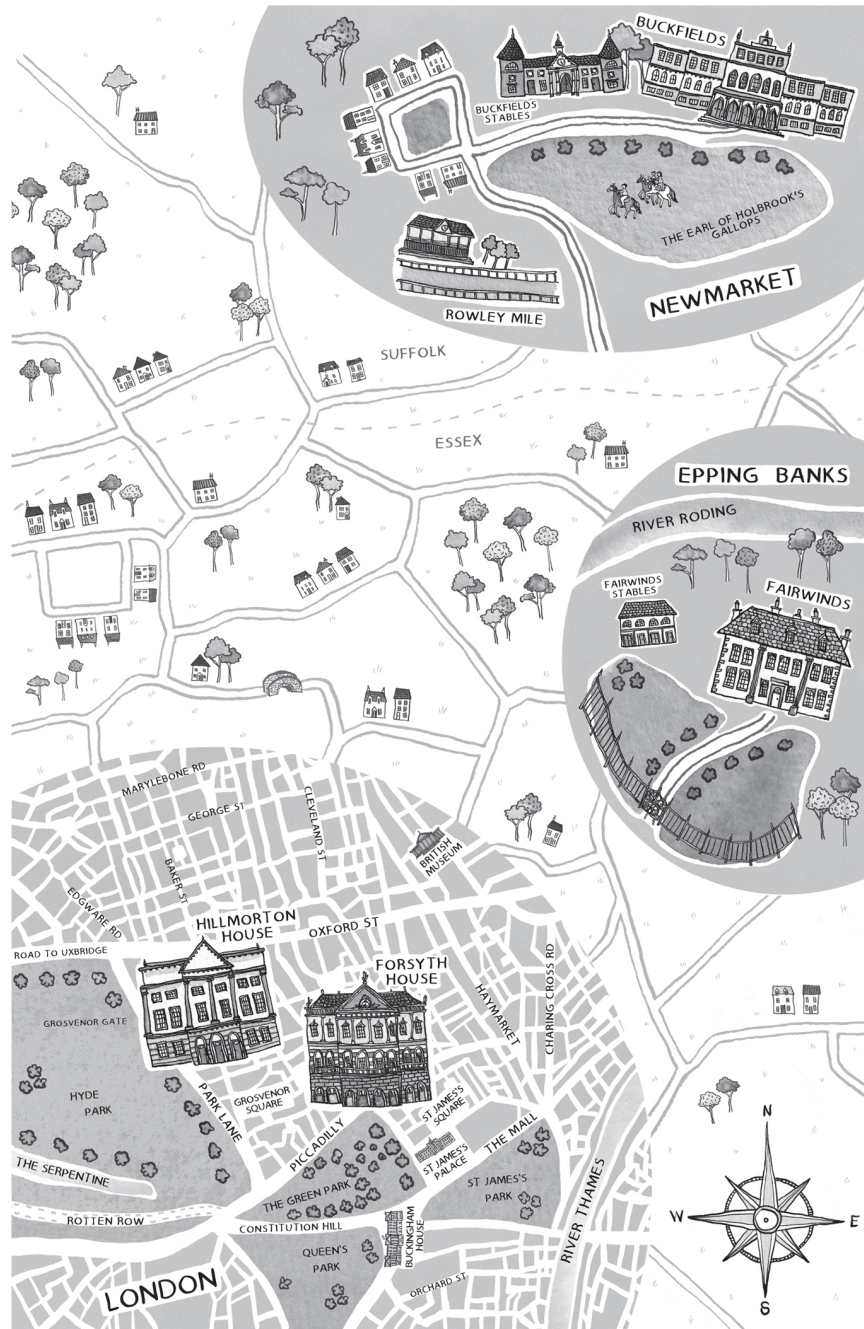 BUCKFIELDS
BUCKFIELDS
STABLES
THE EARL OF HOLBROOK'S
GALLOPS
NEWMARKET
ROWLEY MILE
SUFFOLK
ESSEX
EPPING BANKS
RIVER RODING
FAIRWINDS
STABLES
FAIRWINDS
MARYLEBONE RD
GEORGE ST
CLEVELAND ST
BAKER ST
BRITISH
MUSEUM
EDGWARE RD
HILLMORTON
HOUSE
OXFORD ST
ROAD TO UXBRIDGE
FORSYTH
HOUSE
HAYMARKET
CHARING CROSS RD
GROSVENOR GATE
HYDE
PARK
PARK LANE
GROSVENOR
SQUARE
PICCADILLY
ST JAMES'S
SQUARE
ST JAMES'S
PALACE
THE MALL
THE SERPENTINE
THE GREEN PARK
ST JAMES'S
PARK
ROTTEN ROW
CONSTITUTION HILL
BUCKINGHAM
HOUSE
QUEEN'S
PARK
ORCHARD ST
RIVER THAMES
LONDON
N
W
E
S